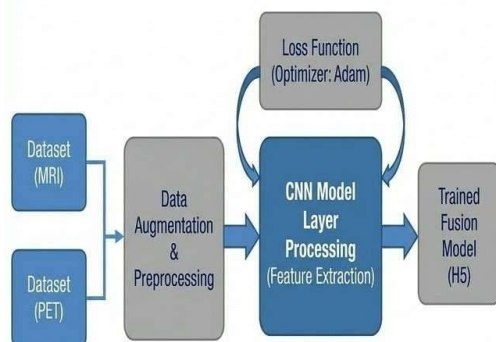 Loss Function
(Optimizer: Adam)
Dataset
(MRI)
Dataset
(PET)
Data
Augmentation
&
Preprocessing
CNN Model
Layer
Processing
(Feature Extraction)
Trained
Fusion
Model
(H5)